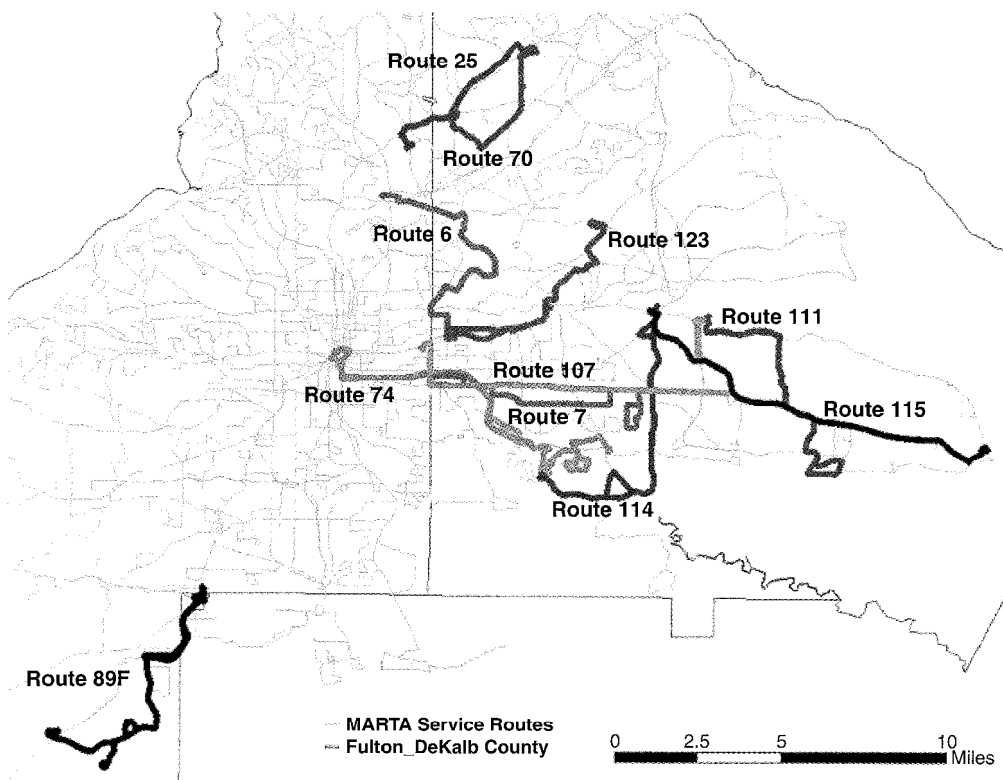 Route 25
Route 70
Route 6
Route 123
Route 111
Route 107
Route 74
Route 7
Route 115
Route 114
Route 89F
MARTA Service Routes
Fulton_DeKalb County
0 2.5 5 10
Miles